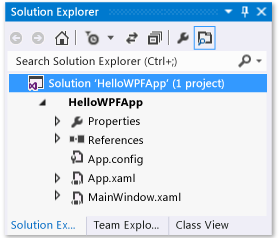 Solution Explorer
Search Solution Explorer (Ctrl+;)
Solution 'HelloWPFApp' (1 project)
HelloWPFApp
Properties
References
App.config
App.xaml
MainWindow.xaml
Solution Ex... Team Explo... Class View